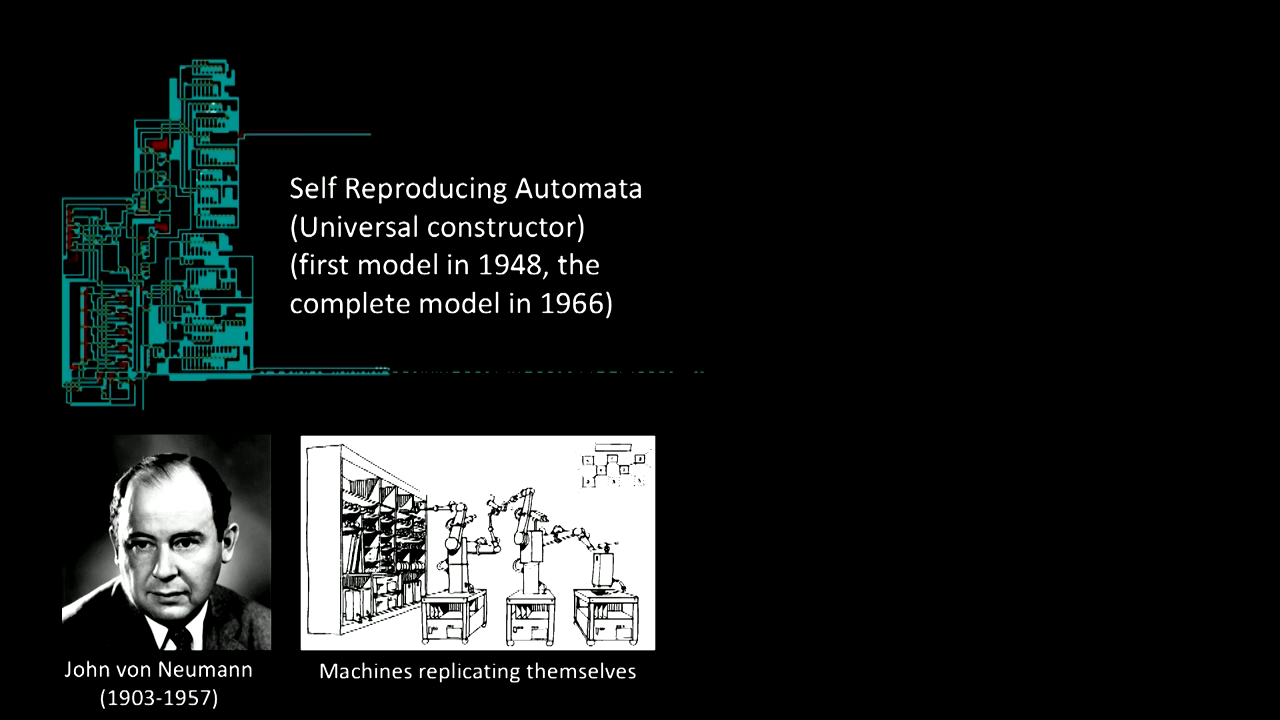 Self Reproducing Automata
(Universal constructor)
(first model in 1948, the
complete model in 1966)
John von Neumann
(1903-1957)
Machines replicating themselves